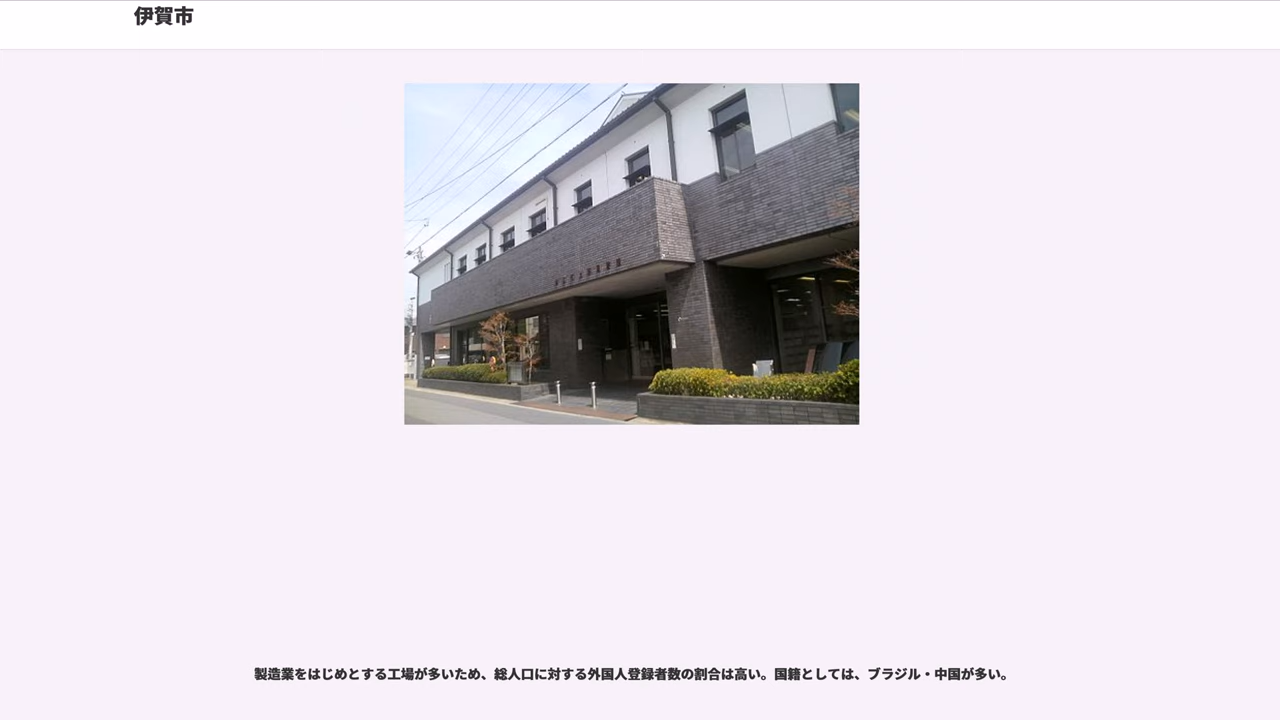 伊賀市
製造業をはじめとする工場が多いため、総人口に対する外国人登録者数の割合は高い。国籍としては、ブラジル・中国が多い。